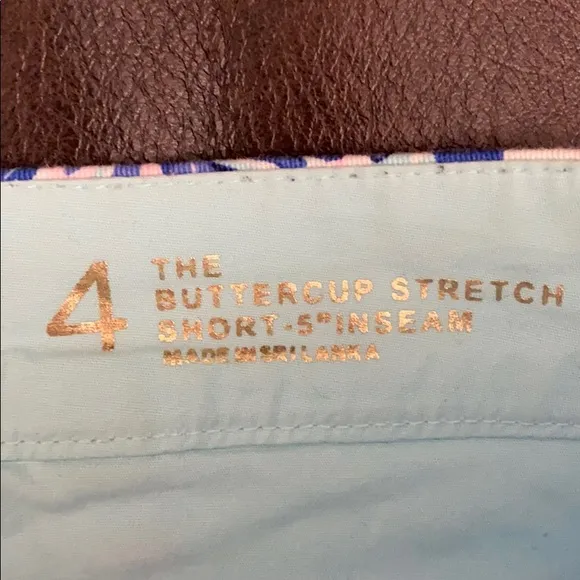 4
THE
BUTTERCUP STRETCH
SHORT-5" INSEAM
MADE IN SRI LANKA